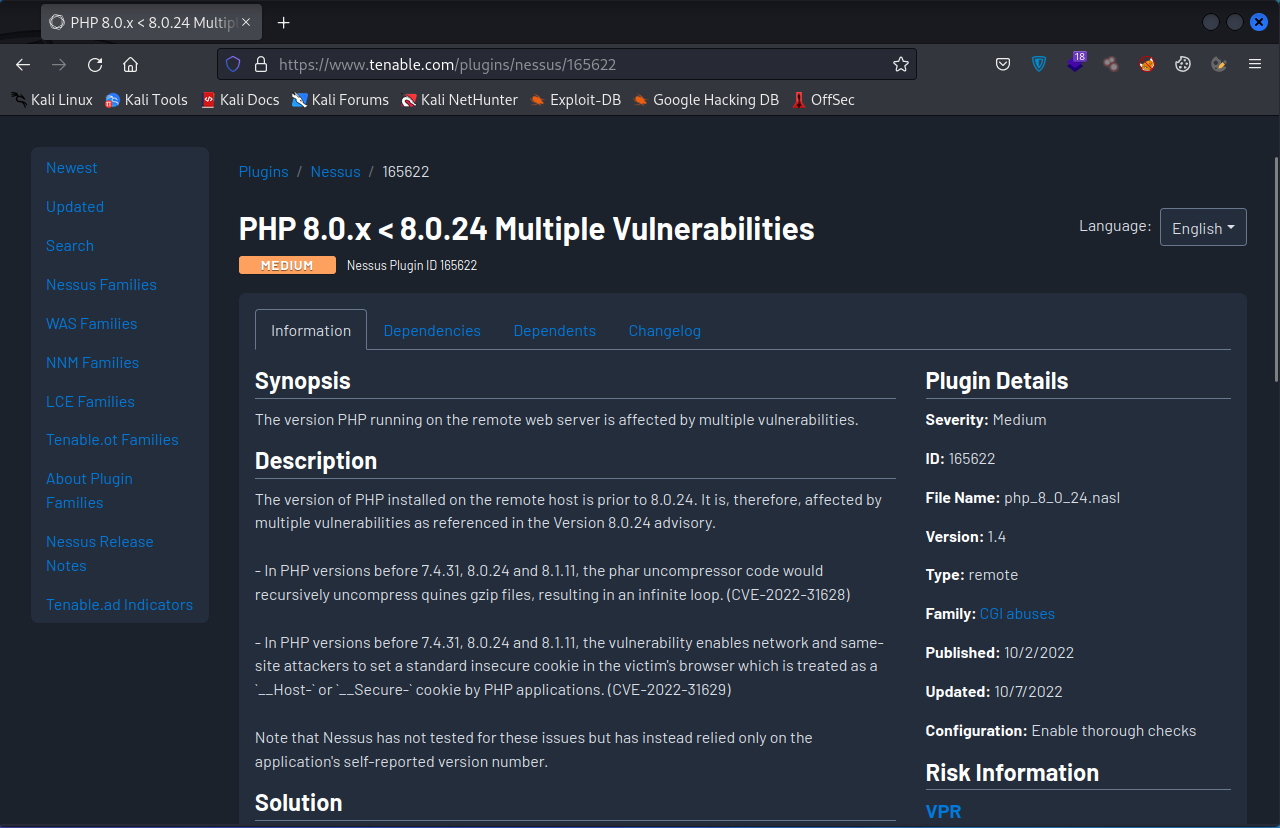 PHP 8.0.x < 8.0.24 Multip
https://www.tenable.com/plugins/nessus/165622
18
Kali Linux Kali Tools Kali Docs Kali Forums Kali NetHunter Exploit-DB Google Hacking DB OffSec
Newest
Updated
Search
Nessus Families
WAS Families
NNM Families
LCE Families
Tenable.ot Families
About Plugin
Families
Nessus Release
Notes
Tenable.ad Indicators
Plugins / Nessus / 165622
PHP 8.0.x < 8.0.24 Multiple Vulnerabilities
Language: English
MEDIUM Nessus Plugin ID 165622
Information Dependencies Dependents Changelog
Synopsis
The version PHP running on the remote web server is affected by multiple vulnerabilities.
Description
The version of PHP installed on the remote host is prior to 8.0.24. It is, therefore, affected by
multiple vulnerabilities as referenced in the Version 8.0.24 advisory.
- In PHP versions before 7.4.31, 8.0.24 and 8.1.11, the phar uncompressor code would
recursively uncompress quines gzip files, resulting in an infinite loop. (CVE-2022-31628)
- In PHP versions before 7.4.31, 8.0.24 and 8.1.11, the vulnerability enables network and same-
site attackers to set a standard insecure cookie in the victim's browser which is treated as a
`__Host-` or `__Secure-` cookie by PHP applications. (CVE-2022-31629)
Note that Nessus has not tested for these issues but has instead relied only on the
application's self-reported version number.
Solution
Plugin Details
Severity: Medium
ID: 165622
File Name: php_8_0_24.nasl
Version: 1.4
Type: remote
Family: CGI abuses
Published: 10/2/2022
Updated: 10/7/2022
Configuration: Enable thorough checks
Risk Information
VPR